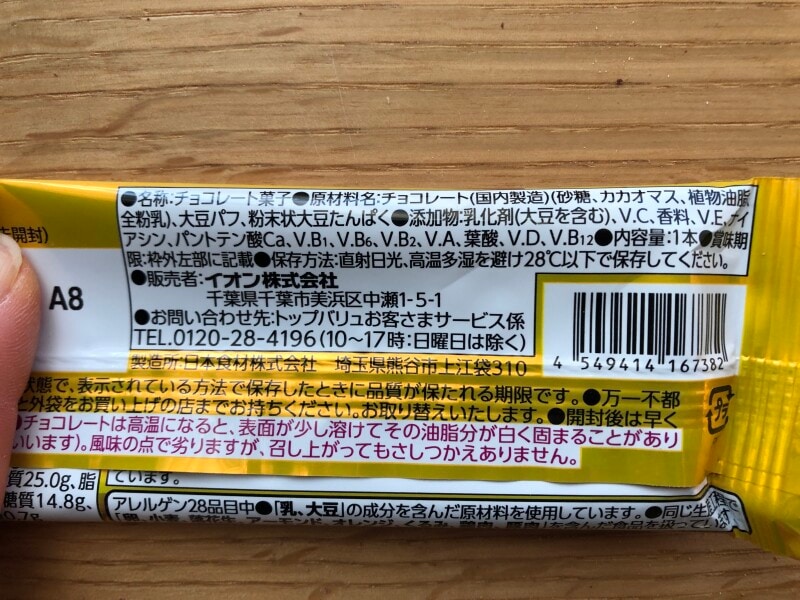 ●名称:チョコレート菓子●原材料名:チョコレート(国内製造)(砂糖、カカオマス、植物油脂
全粉乳)、大豆パフ、粉末状大豆たんぱく●添加物:乳化剤(大豆を含む)、V.C、香料、V.E、ナイ
アシン、パントテン酸Ca、V.B1、V.B6、V.B2、V.A、葉酸、V.D、V.B12●内容量:1本●賞味期
限:枠外左部に記載●保存方法:直射日光、高温多湿を避け28℃以下で保存してください。
●販売者:イオン株式会社
千葉県千葉市美浜区中瀬1-5-1
●お問い合わせ先:トップバリュお客さまサービス係
TEL.0120-28-4196(10〜17時:日曜日は除く)
開封)
A8
4 549414 167382
製造所:日本食材株式会社 埼玉県熊谷市上江袋310
状態で、表示されている方法で保存したときに品質が保たれる期限です。●万一不都
と外袋をお買い上げの店までお持ちください。お取り替えいたします。●開封後は早く
●チョコレートは高温になると、表面が少し溶けてその油脂分が白く固まることがあり
いいます)。風味の点で劣りますが、召し上がってもさしつかえありません。
質25.0g、脂
糖質14.8g、
ています。
アレルゲン28品目中●「乳、大豆」の成分を含んだ原材料を使用しています。●同じ生